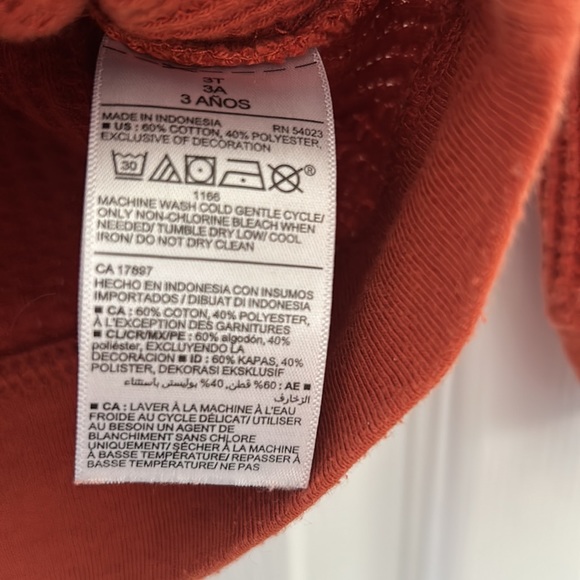 3T
3A
3 AÑOS
MADE IN INDONESIA RN 54023
■ US : 60% COTTON, 40% POLYESTER,
EXCLUSIVE OF DECORATION
30 ®
1166
MACHINE WASH COLD GENTLE CYCLE/
ONLY NON-CHLORINE BLEACH WHEN
NEEDED/ TUMBLE DRY LOW/ COOL
IRON/ DO NOT DRY CLEAN
CA 17897
HECHO EN INDONESIA CON INSUMOS
IMPORTADOS / DIBUAT DI INDONESIA
■ CA : 60% COTON, 40% POLYESTER,
À L'EXCEPTION DES GARNITURES
■ CL/CR/MX/PE : 60% algodón, 40%
poliéster, EXCLUYENDO LA
DECORACION ■ ID : 60% KAPAS, 40%
POLISTER, DEKORASI EKSKLUSIF
■ AE : 60% قطن, 40% بوليستر باستثناء
الزخارف
■ CA : LAVER À LA MACHINE À L'EAU
FROIDE AU CYCLE DÉLICAT/ UTILISER
AU BESOIN UN AGENT DE
BLANCHIMENT SANS CHLORE
UNIQUEMENT/ SÉCHER À LA MACHINE
À BASSE TEMPÉRATURE/ REPASSER À
BASSE TEMPÉRATURE/ NE PAS